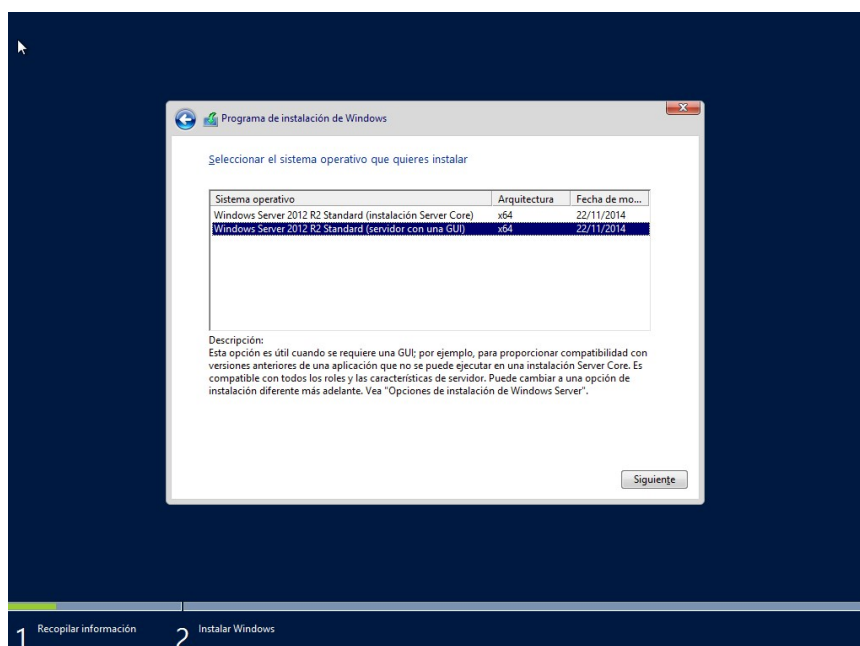 Programa de instalación de Windows
Seleccionar el sistema operativo que quieres instalar
Sistema operativo Arquitectura Fecha de mo...
Windows Server 2012 R2 Standard (instalación Server Core) x64 22/11/2014
Windows Server 2012 R2 Standard (servidor con una GUI) x64 22/11/2014
Descripción:
Esta opción es útil cuando se requiere una GUI; por ejemplo, para proporcionar compatibilidad con
versiones anteriores de una aplicación que no se puede ejecutar en una instalación Server Core. Es
compatible con todos los roles y las características de servidor. Puede cambiar a una opción de
instalación diferente más adelante. Vea "Opciones de instalación de Windows Server".
Siguiente
1 Recopilar información 2 Instalar Windows